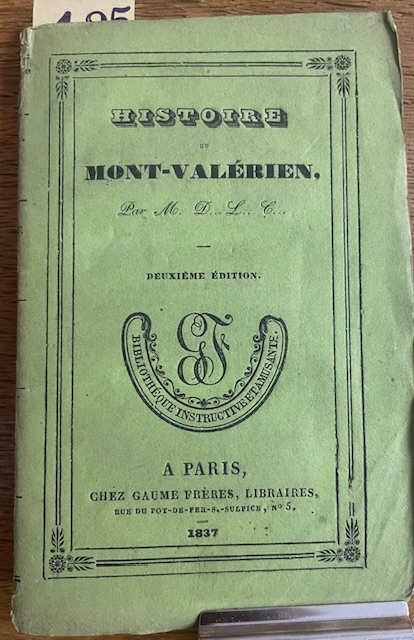 HISTOIRE
DU
MONT-VALÉRIEN,
Par M. D... L... C...
DEUXIÈME ÉDITION.
GF
BIBLIOTHÈQUE INSTRUCTIVE ET AMUSANTE.
A PARIS,
CHEZ GAUME FRÈRES, LIBRAIRES,
RUE DU POT-DE-FER-S.-SULPICE, Nº 5.
1837